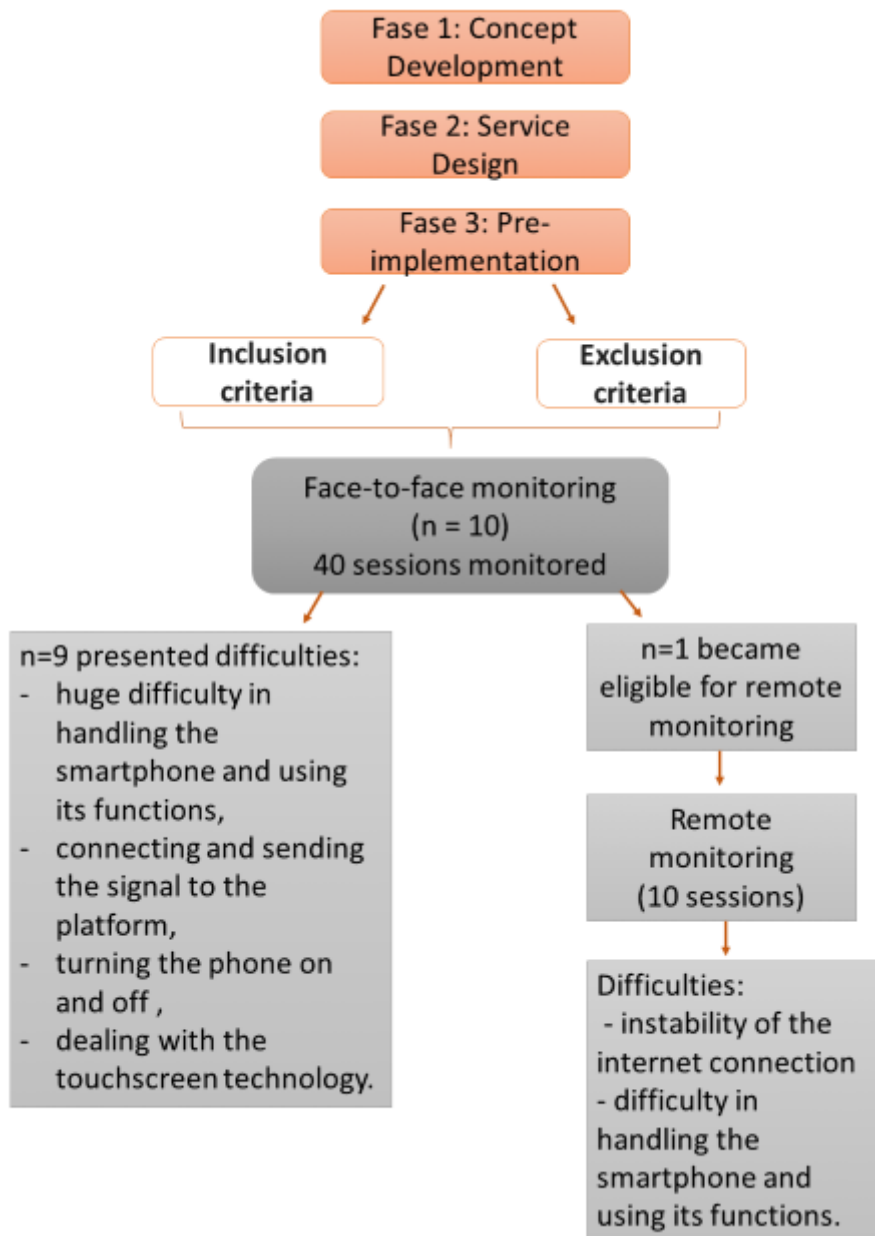 Fase 1: Concept
Development
Fase 2: Service
Design
Fase 3: Pre-
implementation
Inclusion
criteria
Exclusion
criteria
Face-to-face monitoring
(n = 10)
40 sessions monitored
n=9 presented difficulties:
- huge difficulty in
handling the
smartphone and using
its functions,
- connecting and sending
the signal to the
platform,
- turning the phone on
and off ,
- dealing with the
touchscreen technology.
n=1 became
eligible for remote
monitoring
Remote
monitoring
(10 sessions)
Difficulties:
- instability of the
internet connection
- difficulty in
handling the
smartphone and
using its functions.